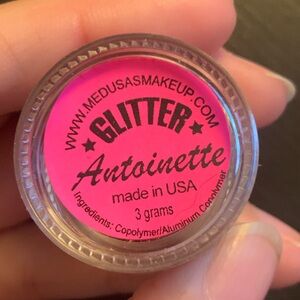 WWW.MEDUSASMAKEUP.COM
GLITTER
Antoinette
made in USA
3 grams
Ingredients: Copolymer/Aluminum Copolymer